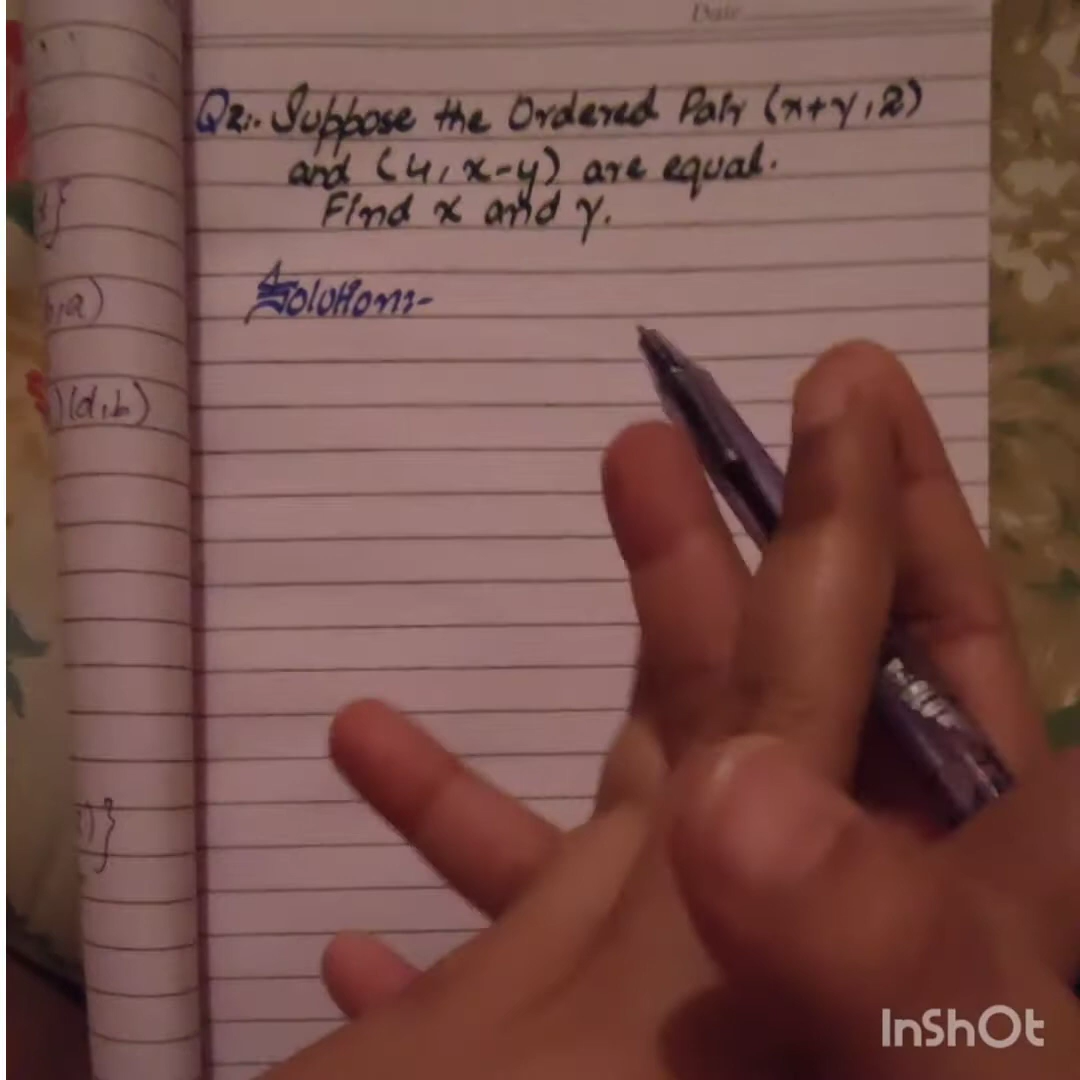 Date
Q2:- Suppose the Ordered Pair (x+y,2)
and (4, x-y) are equal.
Find x and y.
Solution:-
b,a)
)(d,b)
)}
InShOt